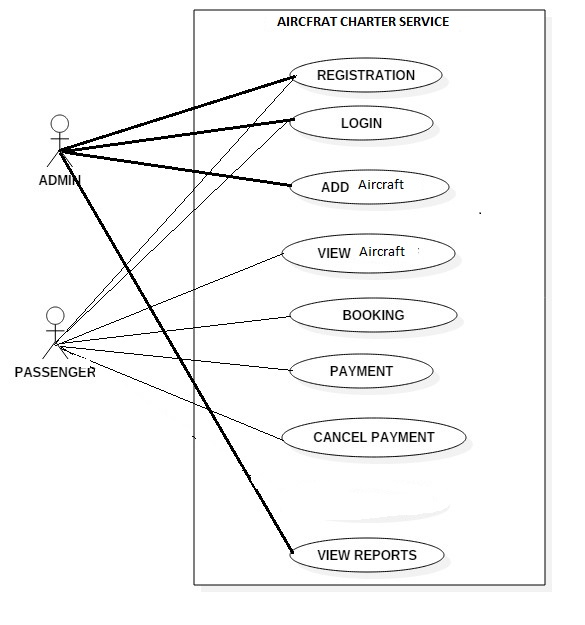 AIRCFRAT CHARTER SERVICE
REGISTRATION
LOGIN
ADMIN
ADD Aircraft
VIEW Aircraft
BOOKING
PASSENGER
PAYMENT
CANCEL PAYMENT
VIEW REPORTS